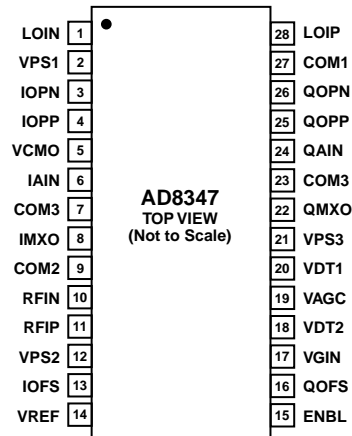 LOIN 1 28 LOIP
VPS1 2 27 COM1
IOPN 3 26 QOPN
IOPP 4 25 QOPP
VCMO 5 24 QAIN
IAIN 6 23 COM3
COM3 7 22 QMXO
IMXO 8 21 VPS3
COM2 9 20 VDT1
RFIN 10 19 VAGC
RFIP 11 18 VDT2
VPS2 12 17 VGIN
IOFS 13 16 QOFS
VREF 14 15 ENBL
AD8347
TOP VIEW
(Not to Scale)